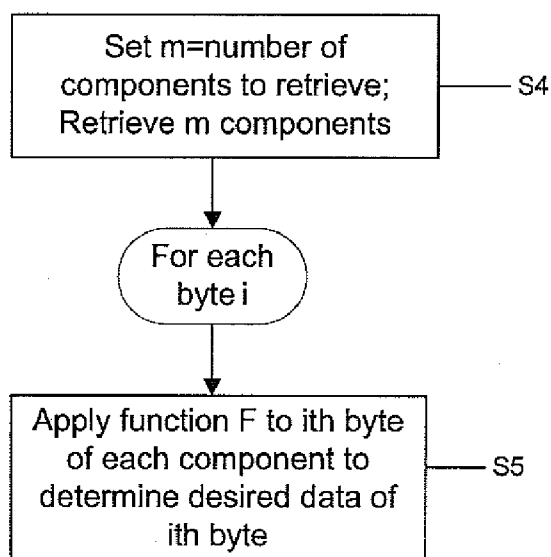 Set m=number of
components to retrieve;
Retrieve m components
S4
For each
byte i
Apply function F to ith byte
of each component to
determine desired data of
ith byte
S5